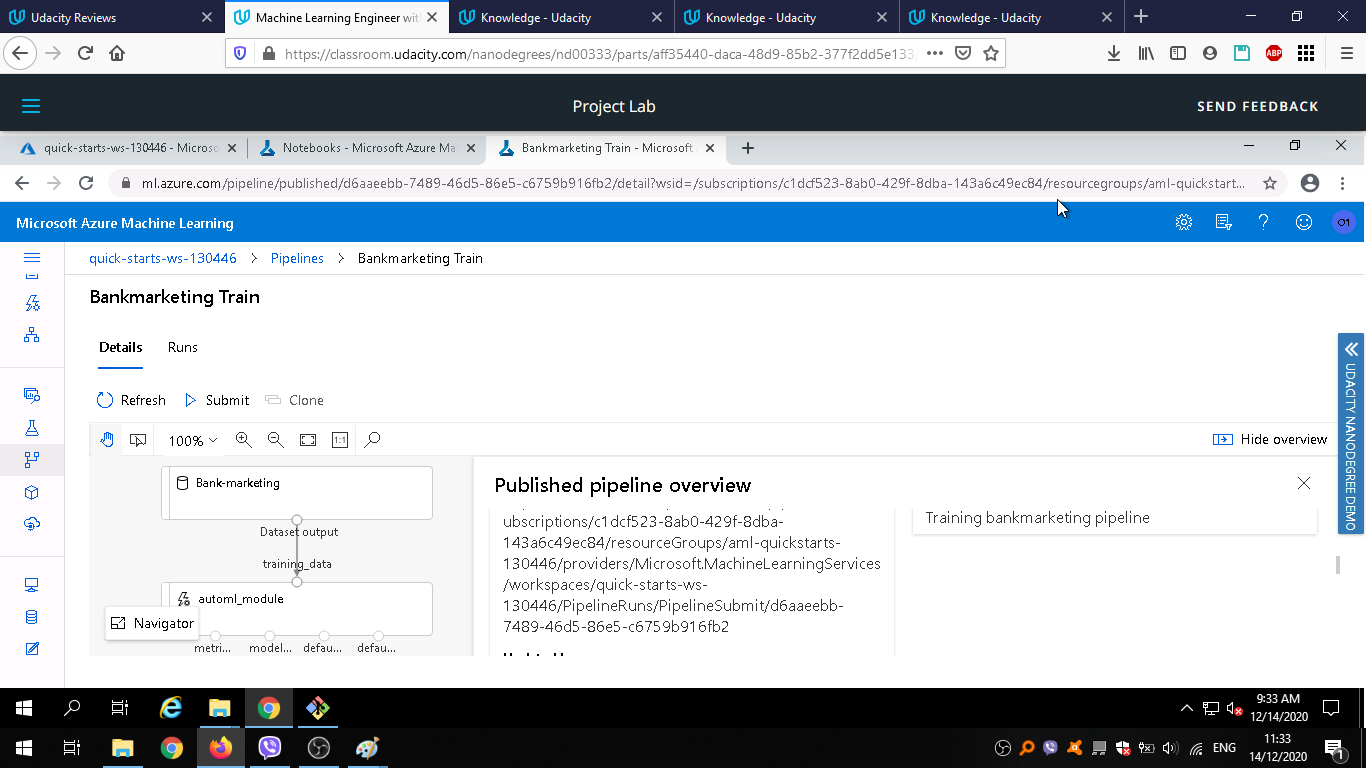 Udacity Reviews
Machine Learning Engineer with
Knowledge - Udacity
Knowledge - Udacity
Knowledge - Udacity
https://classroom.udacity.com/nanodegrees/nd00333/parts/aff35440-daca-48d9-85b2-377f2dd5e133/
ABP
Project Lab
SEND FEEDBACK
quick-starts-ws-130446 - Microso
Notebooks - Microsoft Azure Ma
Bankmarketing Train - Microsoft
ml.azure.com/pipeline/published/d6aaeebb-7489-46d5-86e5-c6759b916fb2/detail?wsid=/subscriptions/c1dcf523-8ab0-429f-8dba-143a6c49ec84/resourcegroups/aml-quickstart...
Microsoft Azure Machine Learning
O1
quick-starts-ws-130446 > Pipelines > Bankmarketing Train
Bankmarketing Train
Details Runs
Refresh Submit Clone
100% 1:1
Hide overview
Bank-marketing
Dataset output
training_data
automl_module
Navigator
metri... model... defau... defau...
Published pipeline overview
ubscriptions/c1dcf523-8ab0-429f-8dba-
143a6c49ec84/resourceGroups/aml-quickstarts-
130446/providers/Microsoft.MachineLearningServices
/workspaces/quick-starts-ws-
130446/PipelineRuns/PipelineSubmit/d6aaeebb-
7489-46d5-86e5-c6759b916fb2
Training bankmarketing pipeline
UDACITY NANODEGREE DEMO
9:33 AM
12/14/2020
ENG
11:33
14/12/2020
1